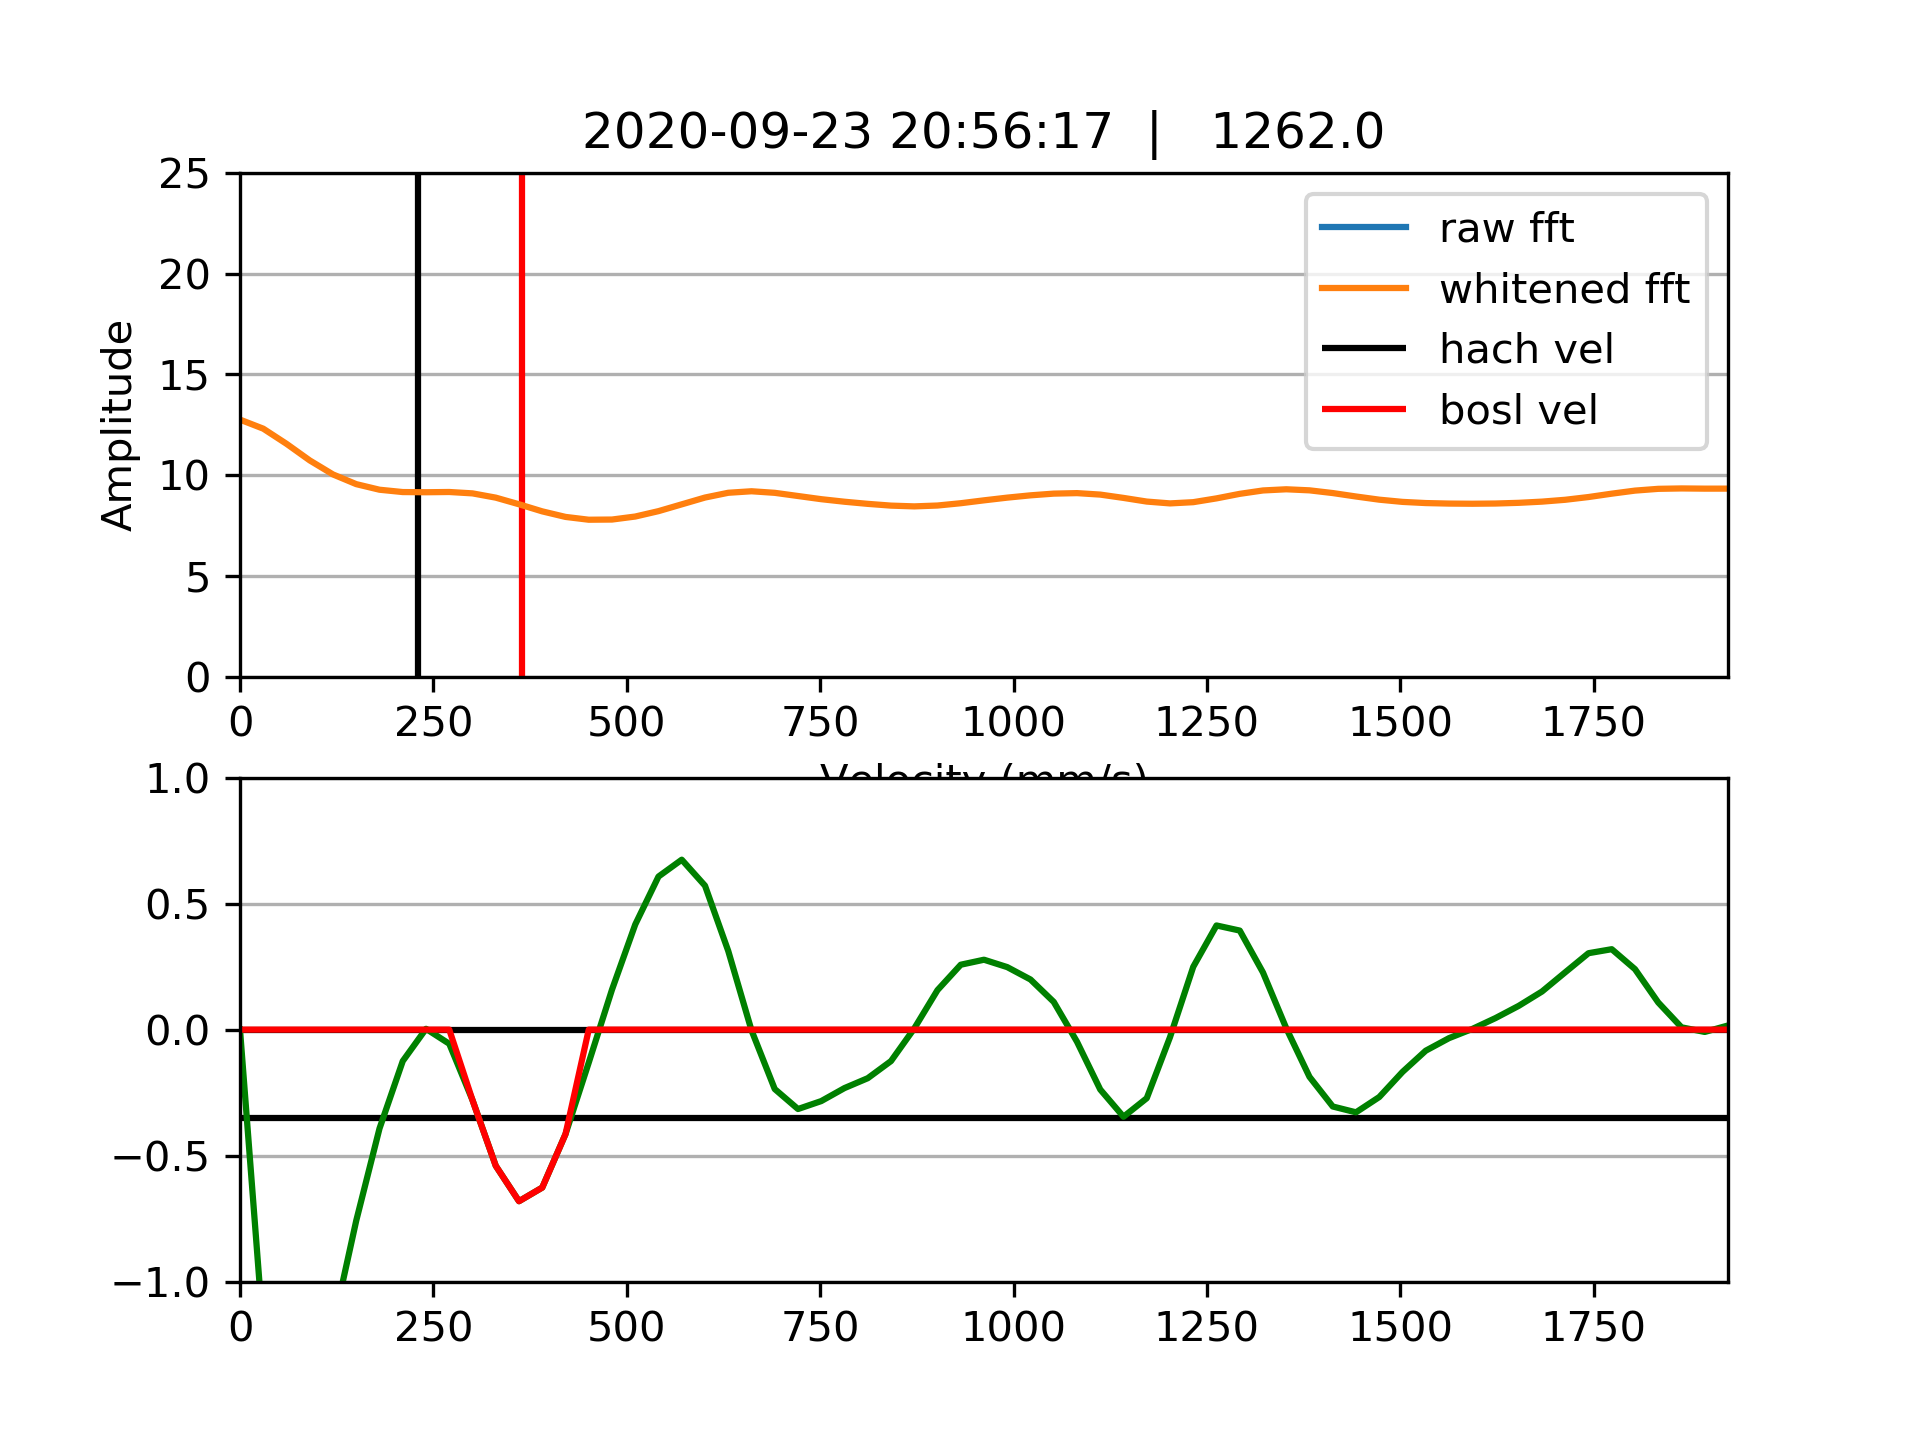 2020-09-23 20:56:17 | 1262.0
25
20
15
10
5
0
Amplitude
raw fft
whitened fft
hach vel
bosl vel
0 250 500 750 1000 1250 1500 1750
Velocity (mm/s)
1.0
0.5
0.0
−0.5
−1.0
0 250 500 750 1000 1250 1500 1750